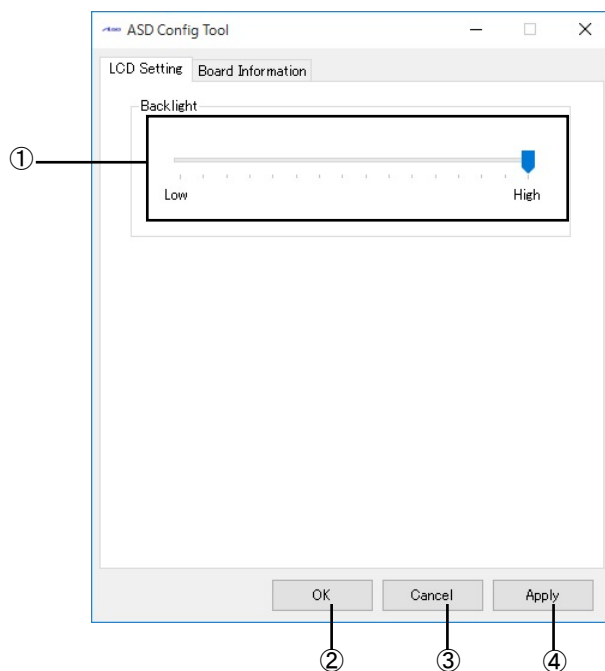 ASD Config Tool
LCD Setting Board Information
Backlight
①
Low High
OK Cancel Apply
② ③ ④